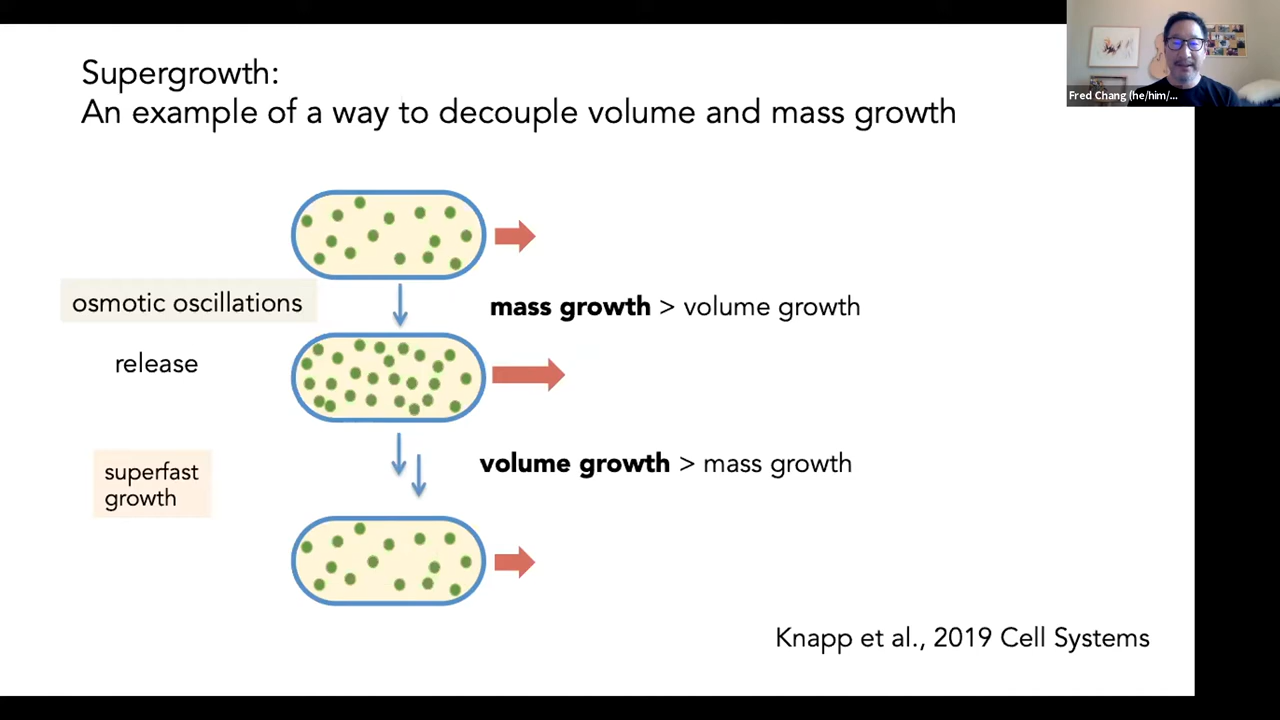 Supergrowth:
An example of a way to decouple volume and mass growth
Fred Chang (he/him/...
osmotic oscillations
mass growth > volume growth
release
superfast
growth
volume growth > mass growth
Knapp et al., 2019 Cell Systems